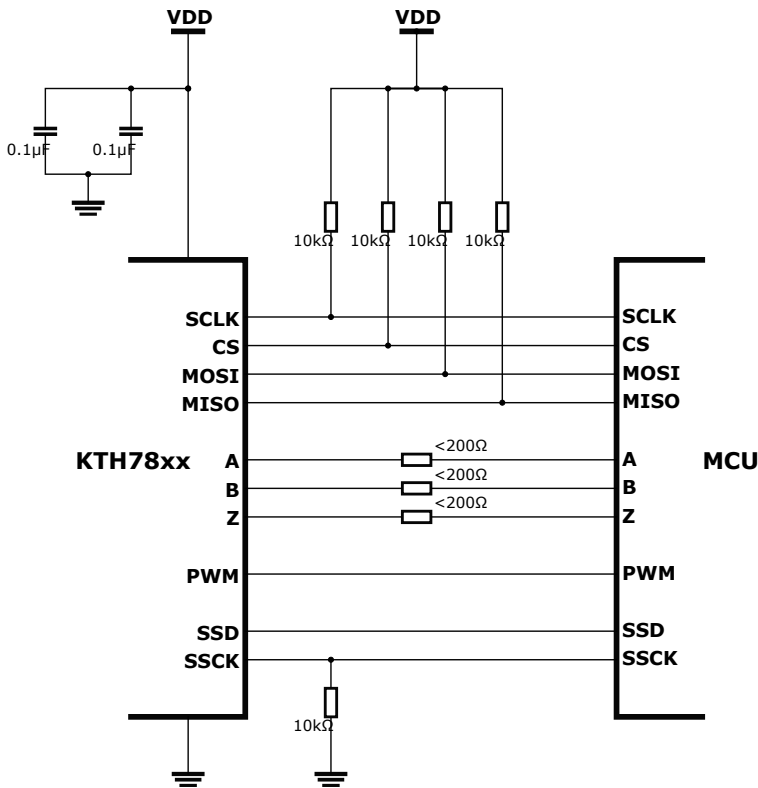 VDD
VDD
0.1µF
0.1µF
10kΩ
10kΩ
10kΩ
10kΩ
SCLK
SCLK
CS
CS
MOSI
MOSI
MISO
MISO
<200Ω
KTH78xx
A
A
MCU
<200Ω
B
B
<200Ω
Z
Z
PWM
PWM
SSD
SSD
SSCK
SSCK
10kΩ